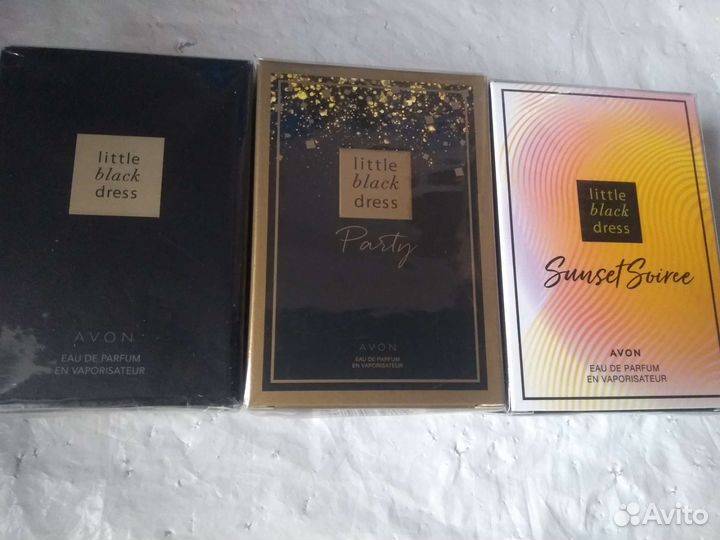 little
black
dress
AVON
EAU DE PARFUM
EN VAPORISATEUR
little
black
dress
Party
AVON
EAU DE PARFUM
EN VAPORISATEUR
little
black
dress
Sunset Soiree
AVON
EAU DE PARFUM
EN VAPORISATEUR
Avito